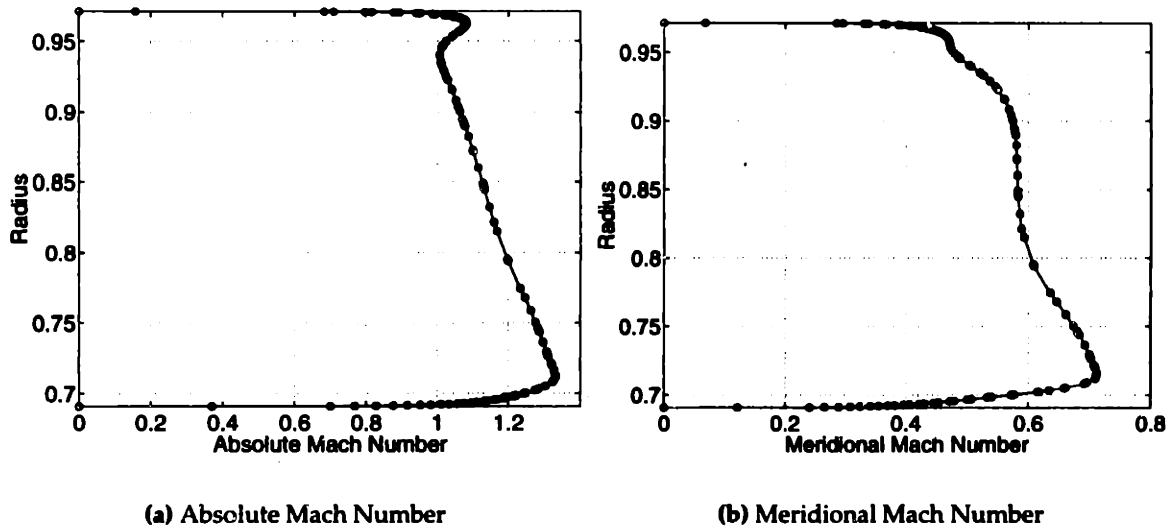 0.95
0.9
0.85
0.8
0.75
0.7
Radius
0 0.2 0.4 0.6 0.8 1 1.2
Absolute Mach Number
0.95
0.9
0.85
0.8
0.75
0.7
Radius
0 0.2 0.4 0.6 0.8
Meridional Mach Number
(a) Absolute Mach Number
(b) Meridional Mach Number